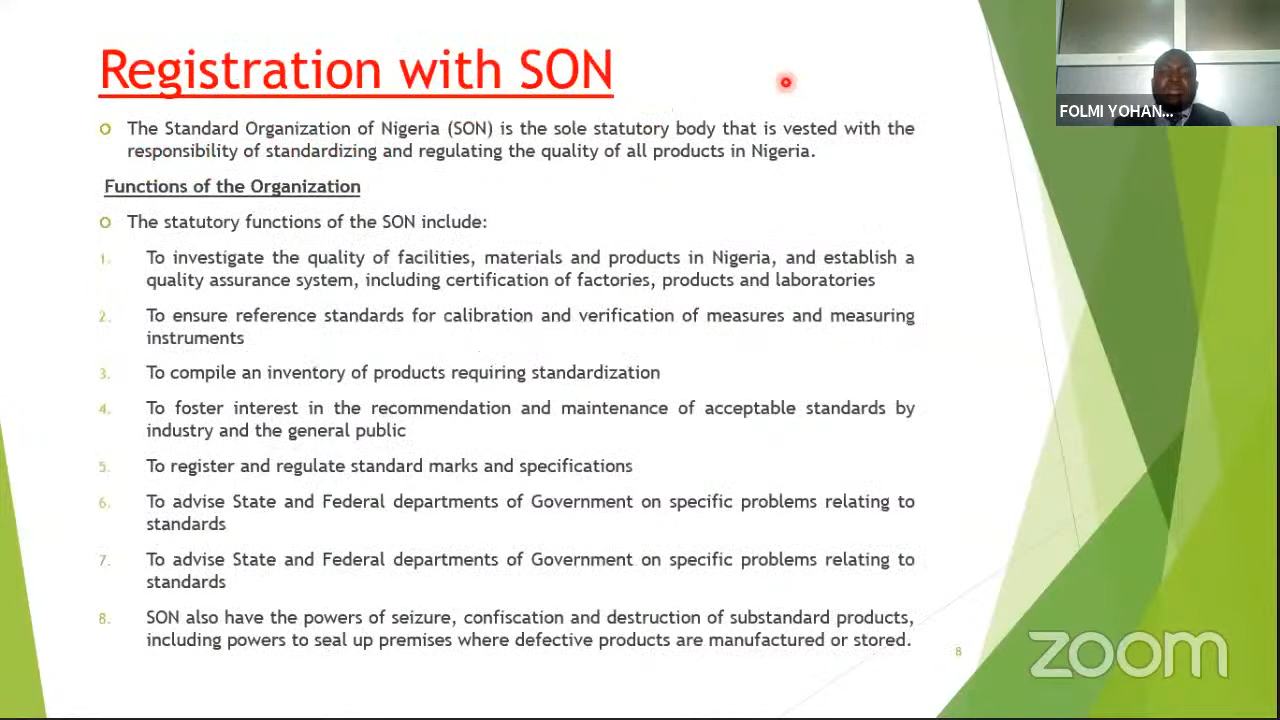 Registration with SON
FOLMI YOHAN...
The Standard Organization of Nigeria (SON) is the sole statutory body that is vested with the
responsibility of standardizing and regulating the quality of all products in Nigeria.
Functions of the Organization
The statutory functions of the SON include:
1. To investigate the quality of facilities, materials and products in Nigeria, and establish a
quality assurance system, including certification of factories, products and laboratories
2. To ensure reference standards for calibration and verification of measures and measuring
instruments
3. To compile an inventory of products requiring standardization
4. To foster interest in the recommendation and maintenance of acceptable standards by
industry and the general public
5. To register and regulate standard marks and specifications
6. To advise State and Federal departments of Government on specific problems relating to
standards
7. To advise State and Federal departments of Government on specific problems relating to
standards
8. SON also have the powers of seizure, confiscation and destruction of substandard products,
including powers to seal up premises where defective products are manufactured or stored.
8
zoom